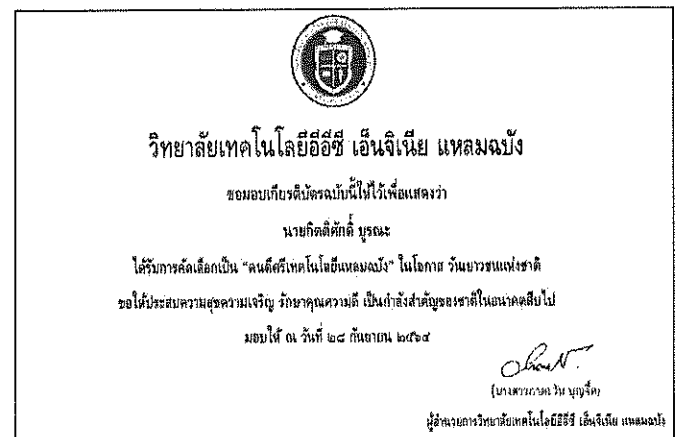 วิทยาลัยเทคโนโลยีอีอีซี เอ็นจิเนีย แหลมฉบัง
ขอมอบเกียรติบัตรฉบับนี้ให้ไว้เพื่อแสดงว่า
นายกิตติศักดิ์ บูรณะ
ได้รับการคัดเลือกเป็น “คนดีศรีเทคโนโลยีแหลมฉบัง” ในโอกาส วันเยาวชนแห่งชาติ
ขอให้ประสบความสุขความเจริญ รักษาคุณความดี เป็นกำลังสำคัญของชาติในอนาคตสืบไป
มอบให้ ณ วันที่ ๒๘ กันยายน ๒๕๖๔
ผู้อำนวยการวิทยาลัยเทคโนโลยีอีอีซี เอ็นจิเนีย แหลมฉบัง